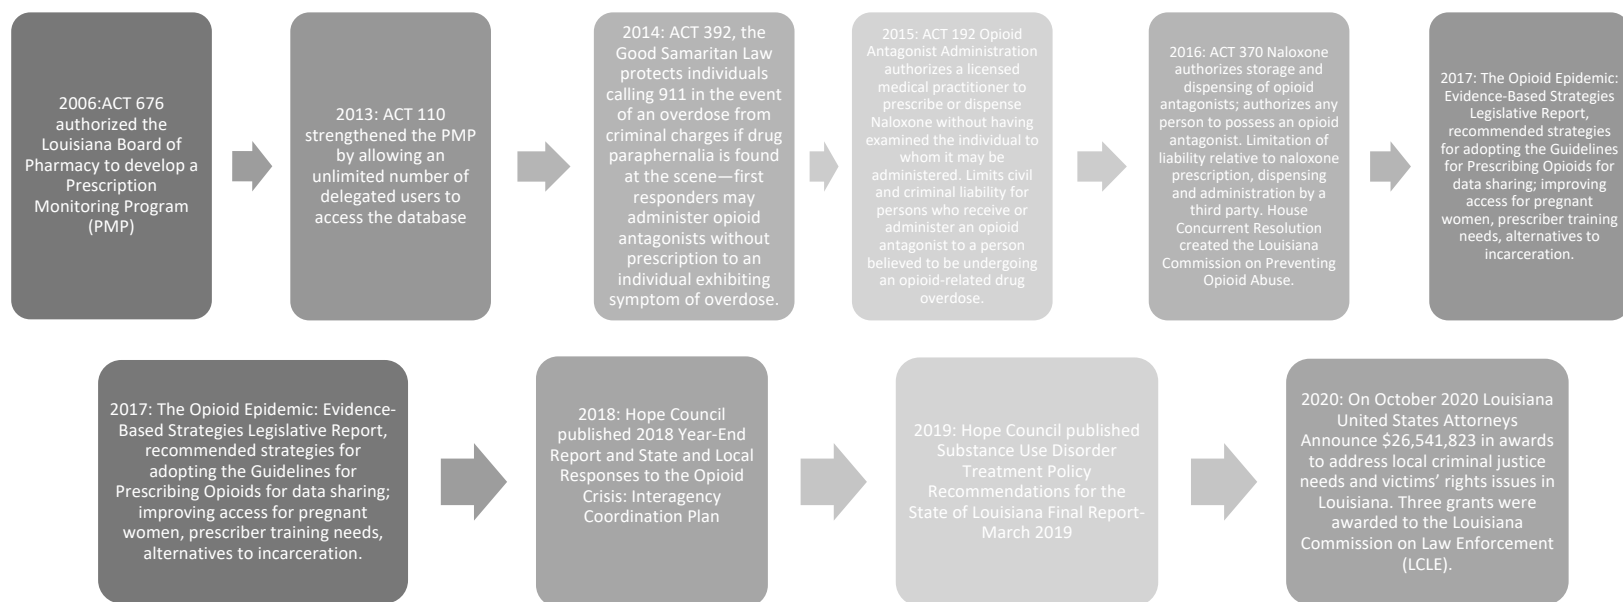 2006:ACT 676
authorized the
Louisiana Board of
Pharmacy to develop a
Prescription
Monitoring Program
(PMP)
2013: ACT 110
strengthened the PMP
by allowing an
unlimited number of
delegated users to
access the database
2014: ACT 392, the
Good Samaritan Law
protects individuals
calling 911 in the event
of an overdose from
criminal charges if drug
paraphernalia is found
at the scene—first
responders may
administer opioid
antagonists without
prescription to an
individual exhibiting
symptom of overdose.
2015: ACT 192 Opioid
Antagonist Administration
authorizes a licensed
medical practitioner to
prescribe or dispense
Naloxone without having
examined the individual to
whom it may be
administered. Limits civil
and criminal liability for
persons who receive or
administer an opioid
antagonist to a person
believed to be undergoing
an opioid-related drug
overdose.
2016: ACT 370 Naloxone
authorizes storage and
dispensing of opioid
antagonists; authorizes any
person to possess an opioid
antagonist. Limitation of
liability relative to naloxone
prescription, dispensing
and administration by a
third party. House
Concurrent Resolution
created the Louisiana
Commission on Preventing
Opioid Abuse.
2017: The Opioid Epidemic:
Evidence-Based Strategies
Legislative Report,
recommended strategies
for adopting the Guidelines
for Prescribing Opioids for
data sharing; improving
access for pregnant
women, prescriber training
needs, alternatives to
incarceration.
2017: The Opioid Epidemic: Evidence-
Based Strategies Legislative Report,
recommended strategies for
adopting the Guidelines for
Prescribing Opioids for data sharing;
improving access for pregnant
women, prescriber training needs,
alternatives to incarceration.
2018: Hope Council
published 2018 Year-End
Report and State and Local
Responses to the Opioid
Crisis: Interagency
Coordination Plan
2019: Hope Council published
Substance Use Disorder
Treatment Policy
Recommendations for the
State of Louisiana Final Report-
March 2019
2020: On October 2020 Louisiana
United States Attorneys
Announce $26,541,823 in awards
to address local criminal justice
needs and victims’ rights issues in
Louisiana. Three grants were
awarded to the Louisiana
Commission on Law Enforcement
(LCLE).